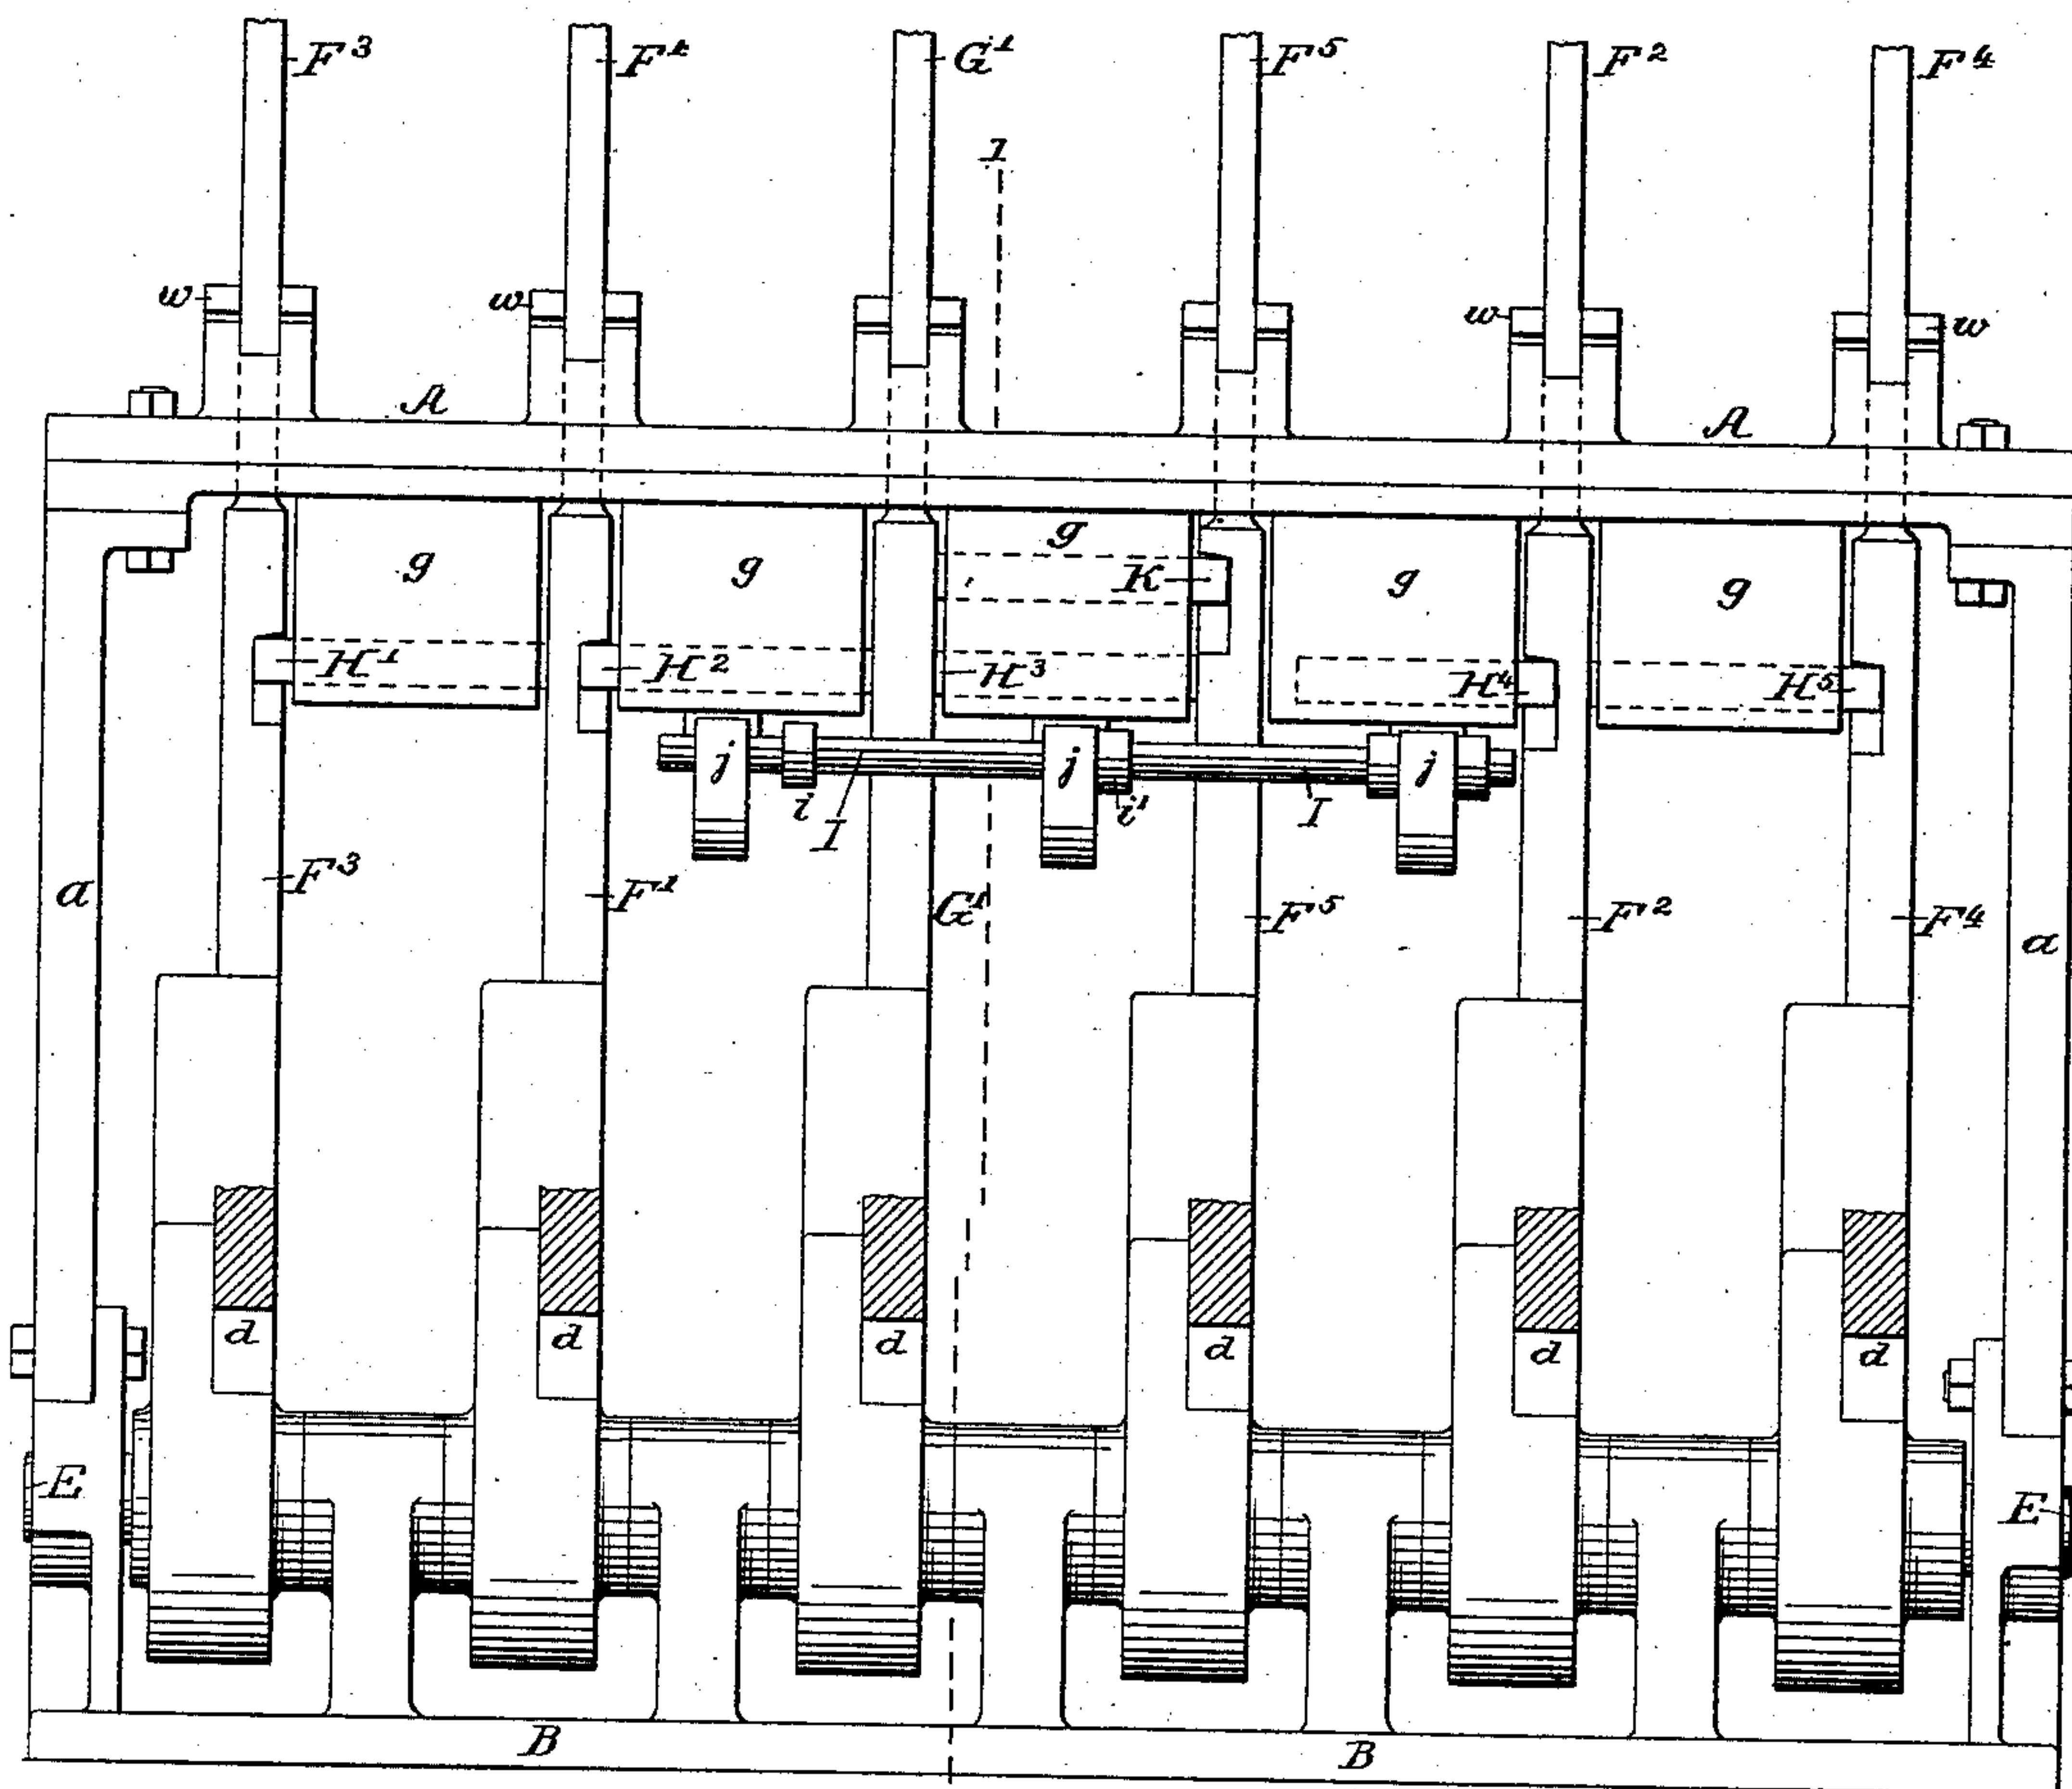 F³ F¹ G¹ F⁵ F² F⁴
1
w w w w
A A
g g g K g g
H¹ H² H³ H⁴ H⁵
j j j
i I i¹ I
a F³ F¹ G¹ F⁵ F² F⁴ a
d d d d d d
E E
B B